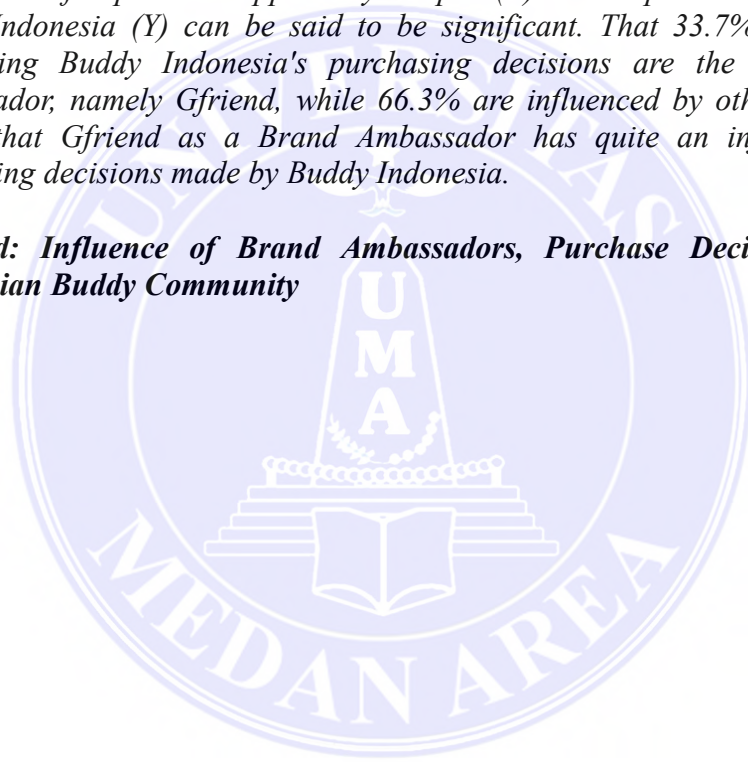 Indonesia (Y) can be said to be significant. That 33.7%
ing Buddy Indonesia's purchasing decisions are the
ador, namely Gfriend, while 66.3% are influenced by oth
that Gfriend as a Brand Ambassador has quite an in
ing decisions made by Buddy Indonesia.
d: Influence of Brand Ambassadors, Purchase Deci
ian Buddy Community
UNIVERSITAS
UMA
MEDAN AREA